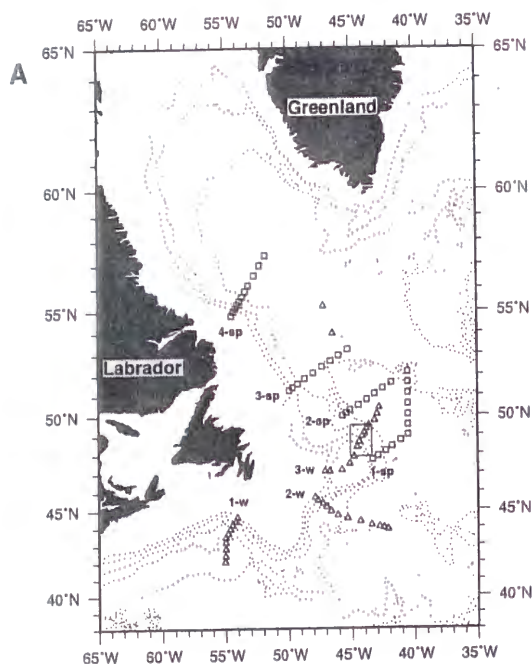 65°W 60°W 55°W 50°W 45°W 40°W 35°W
A
65°N 65°N
Greenland
60°N 60°N
55°N 55°N
4-sp
Labrador
3-sp
50°N 2-sp 50°N
3-w 1-sp
2-w
1-w
45°N 45°N
40°N 40°N
65°W 60°W 55°W 50°W 45°W 40°W 35°W